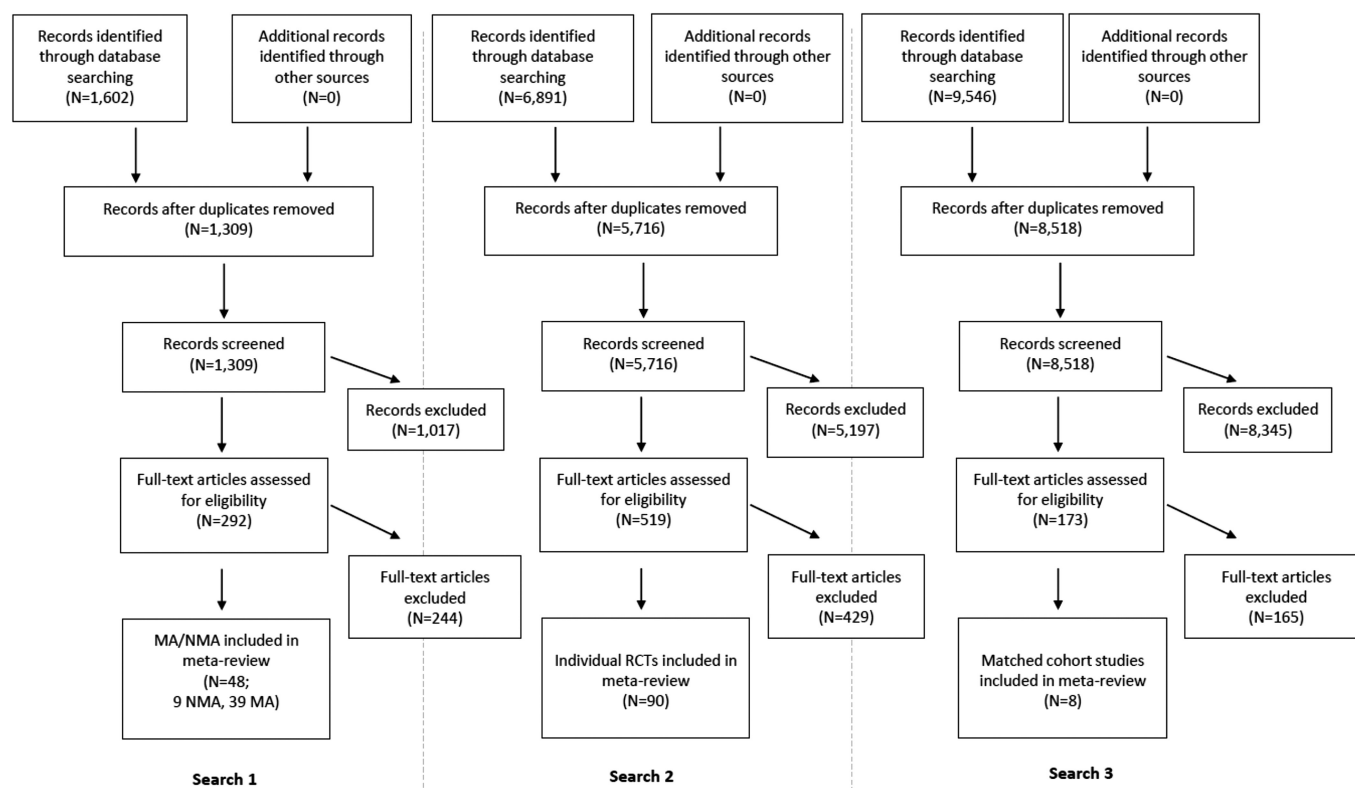 Records identified
through database
searching
(N=1,602)
Additional records
identified through
other sources
(N=0)
Records after duplicates removed
(N=1,309)
Records screened
(N=1,309)
Records excluded
(N=1,017)
Full-text articles assessed
for eligibility
(N=292)
Full-text articles
excluded
(N=244)
MA/NMA included in
meta-review
(N=48;
9 NMA, 39 MA)
Search 1
Records identified
through database
searching
(N=6,891)
Additional records
identified through other
sources
(N=0)
Records after duplicates removed
(N=5,716)
Records screened
(N=5,716)
Records excluded
(N=5,197)
Full-text articles assessed
for eligibility
(N=519)
Full-text articles
excluded
(N=429)
Individual RCTs included in
meta-review
(N=90)
Search 2
Records identified
through database
searching
(N=9,546)
Additional records
identified through other
sources
(N=0)
Records after duplicates removed
(N=8,518)
Records screened
(N=8,518)
Records excluded
(N=8,345)
Full-text articles assessed
for eligibility
(N=173)
Full-text articles
excluded
(N=165)
Matched cohort studies
included in meta-review
(N=8)
Search 3